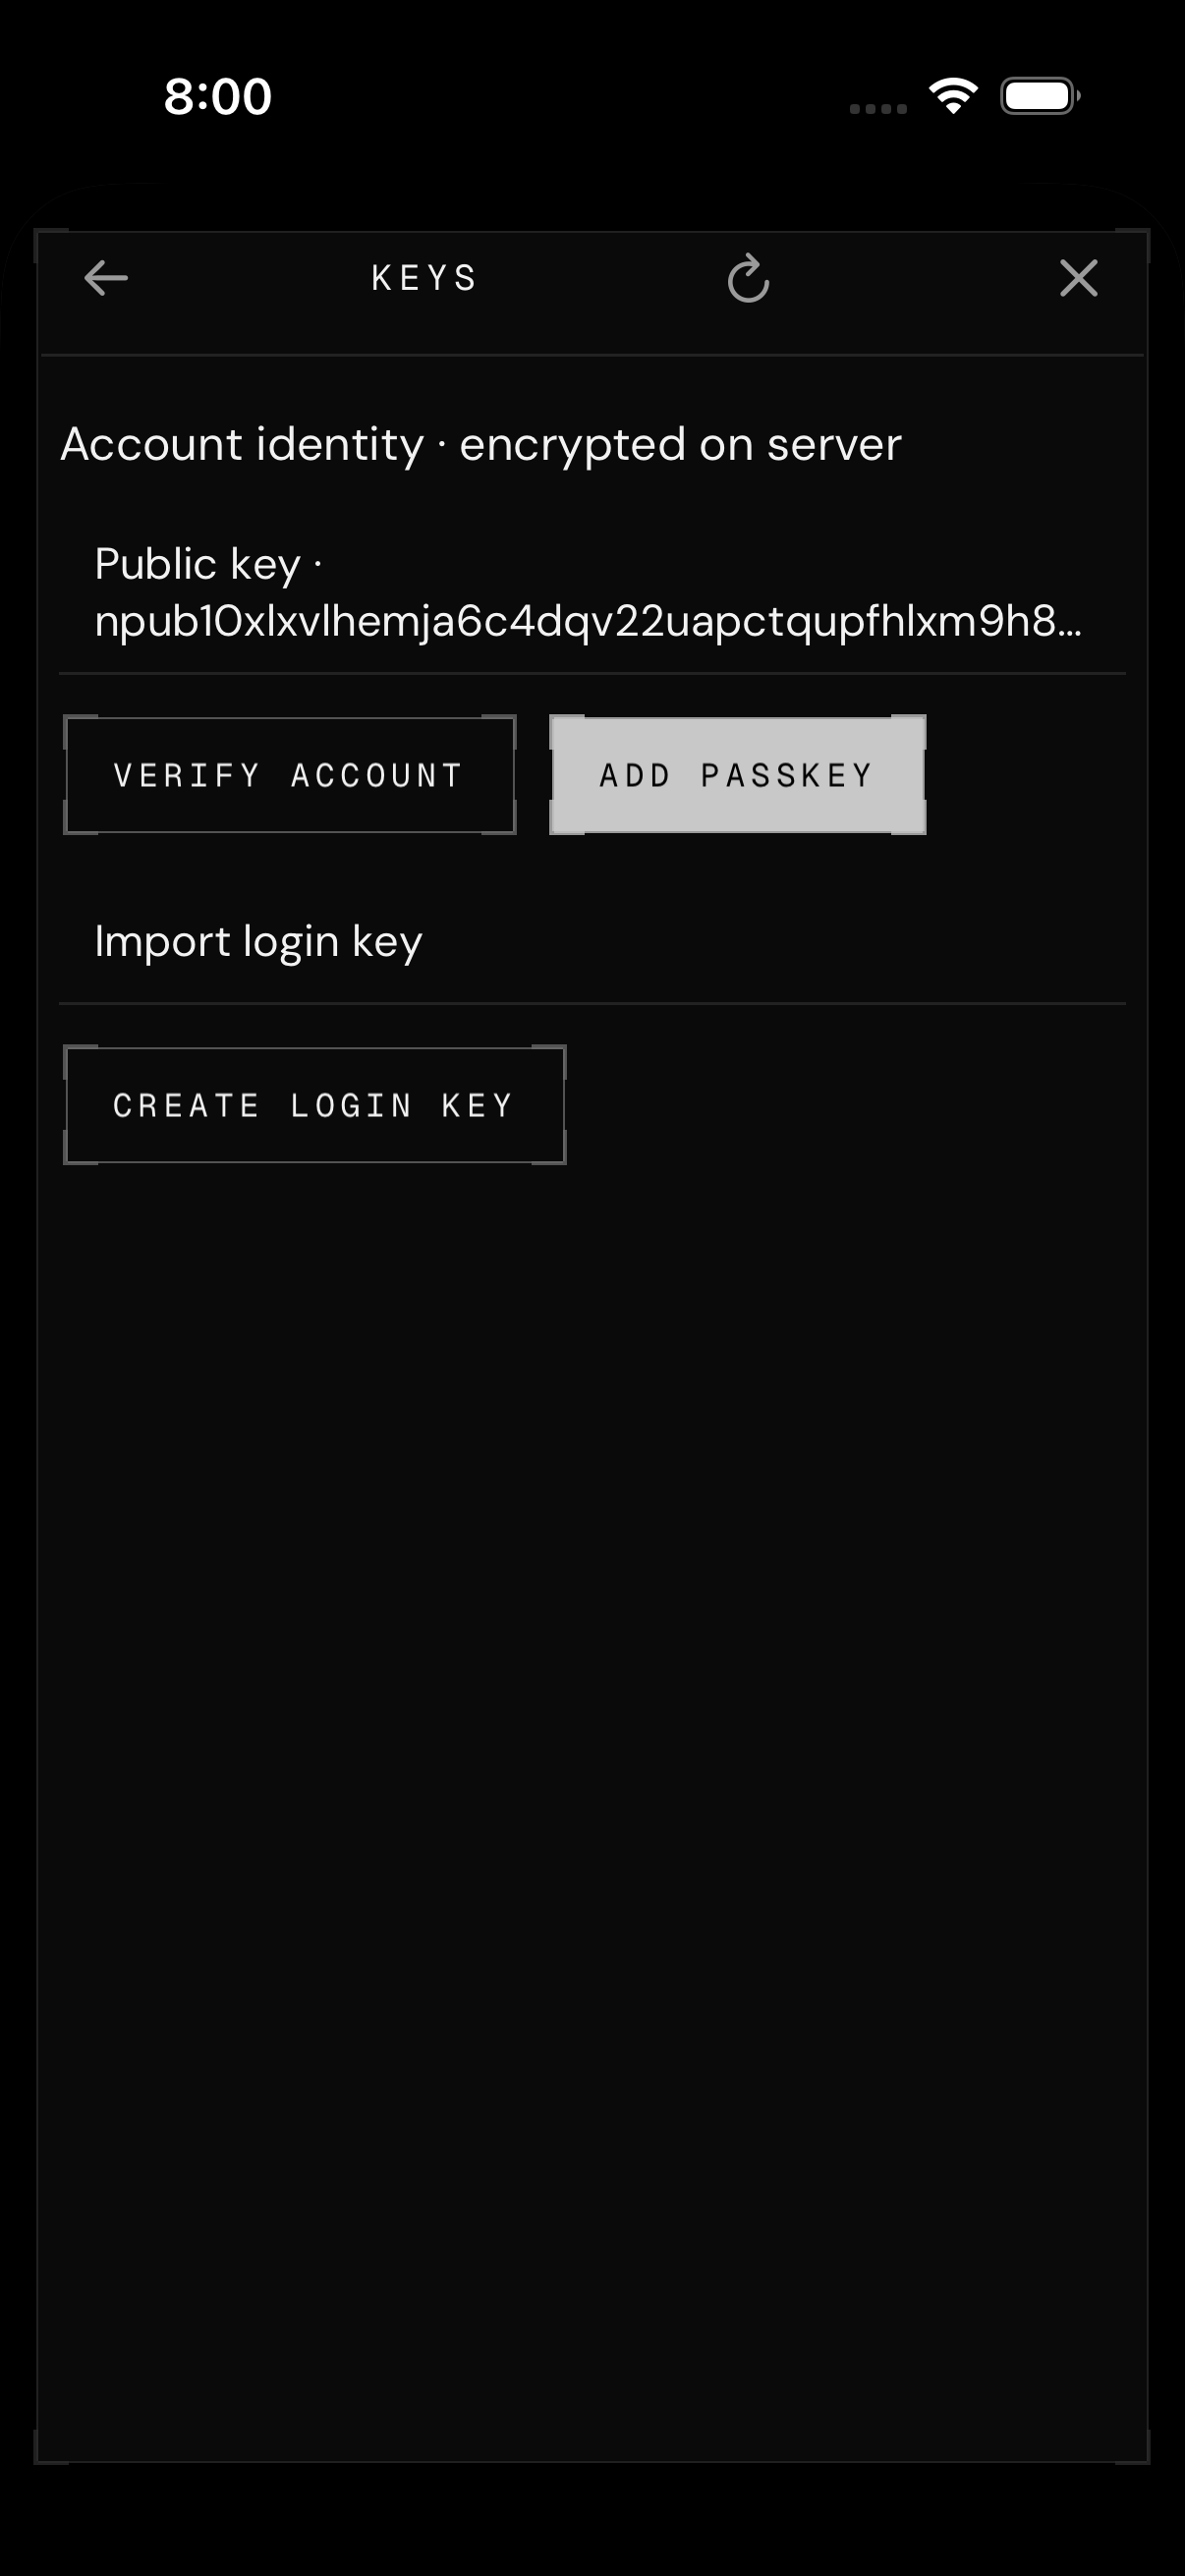 8:00
KEYS
Account identity · encrypted on server
Public key ·
npub10xlxvlhemja6c4dqv22uapctqupfhlxm9h8...
VERIFY ACCOUNT
ADD PASSKEY
Import login key
CREATE LOGIN KEY